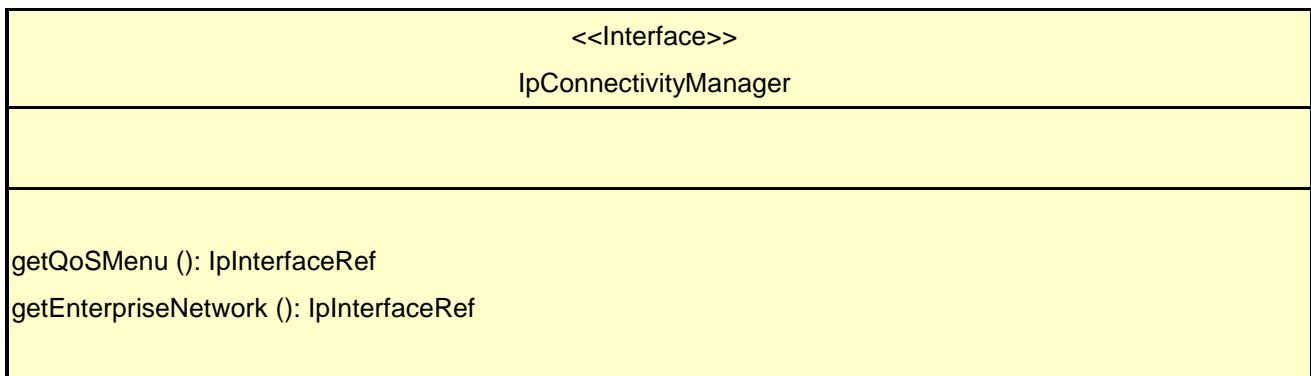 <<Interface>>
IpConnectivityManager
getQoSMenu (): IpInterfaceRef
getEnterpriseNetwork (): IpInterfaceRef